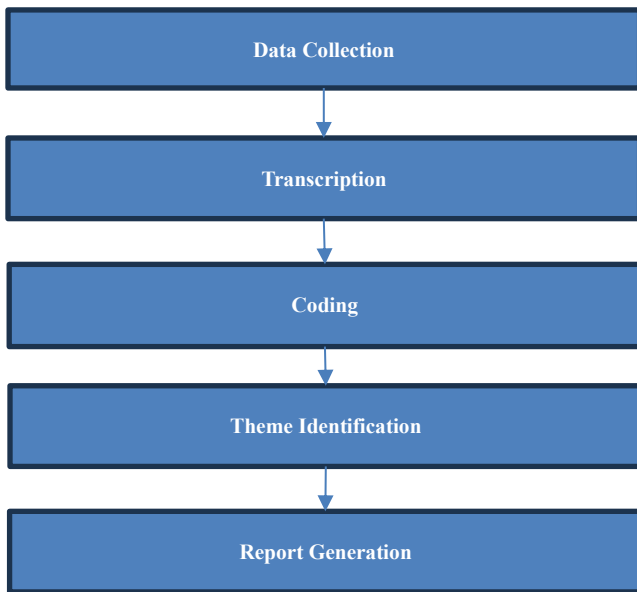 Data Collection
Transcription
Coding
Theme Identification
Report Generation